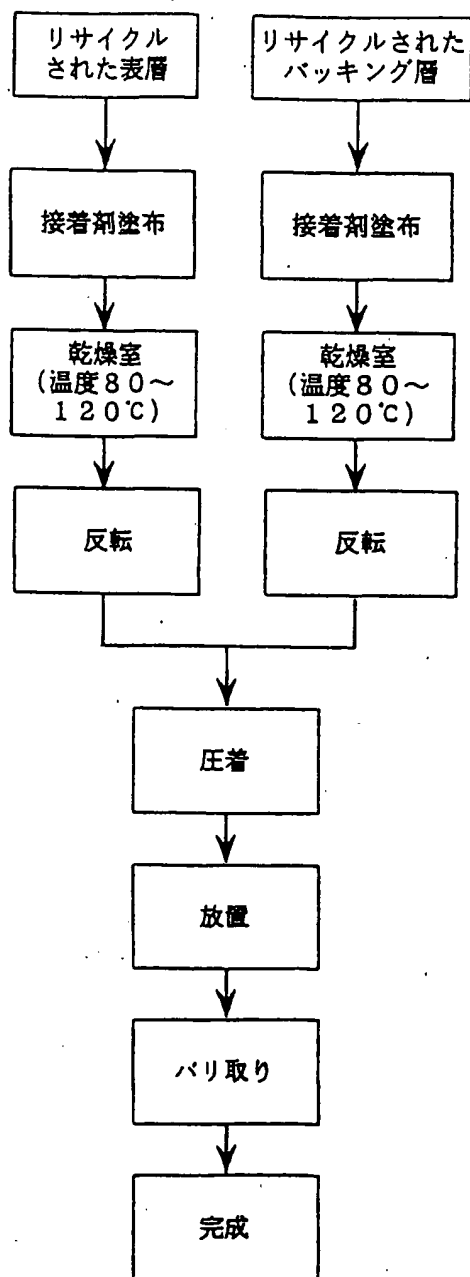 リサイクル
された表層
リサイクルされた
バッキング層
接着剤塗布
接着剤塗布
乾燥室
(温度80～
120℃)
乾燥室
(温度80～
120℃)
反転
反転
圧着
放置
バリ取り
完成